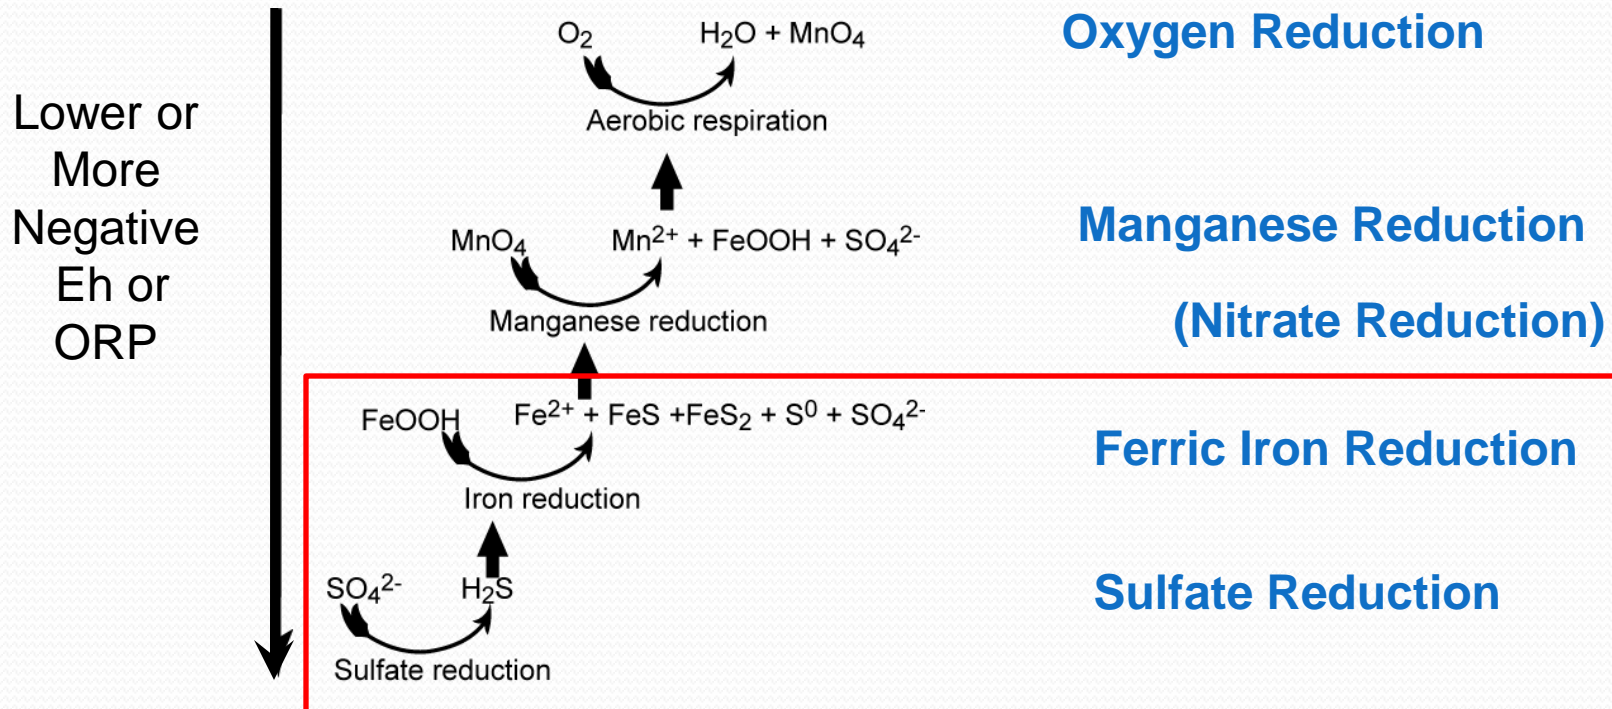 Lower or
More
Negative
Eh or
ORP
O2 H2O + MnO4
Aerobic respiration
Oxygen Reduction
MnO4 Mn2+ + FeOOH + SO42-
Manganese reduction
Manganese Reduction
(Nitrate Reduction)
FeOOH Fe2+ + FeS +FeS2 + S0 + SO42-
Iron reduction
Ferric Iron Reduction
SO42- H2S
Sulfate reduction
Sulfate Reduction